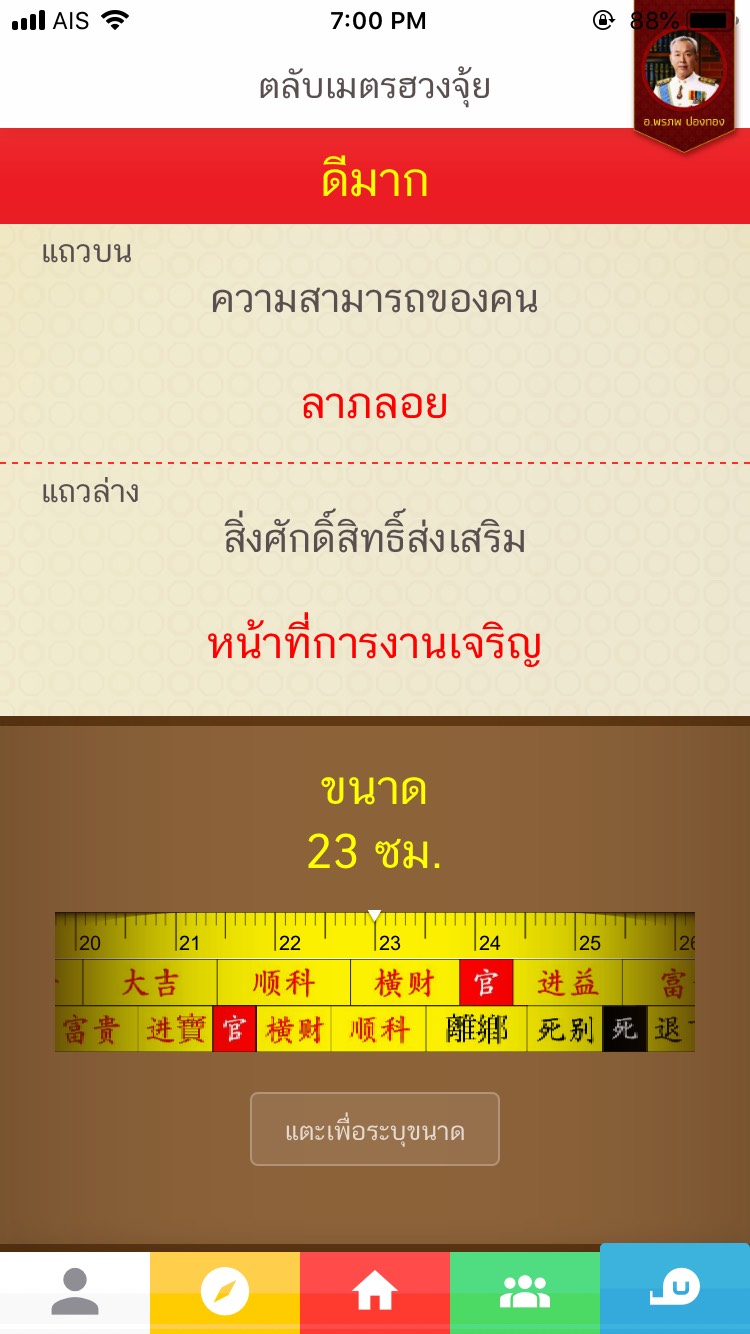 AIS 7:00 PM 88%
ตลับเมตรฮวงจุ้ย
อ.พรภพ ปองทอง
ดีมาก
แถวบน
ความสามารถของคน
ลาภลอย
แถวล่าง
สิ่งศักดิ์สิทธิ์ส่งเสริม
หน้าที่การงานเจริญ
ขนาด
23 ซม.
20 21 22 23 24 25 26
大吉 顺科 横财 官 进益 富
富贵 进寶 官 横财 顺科 離鄉 死别 死 退
แตะเพื่อระบุขนาด